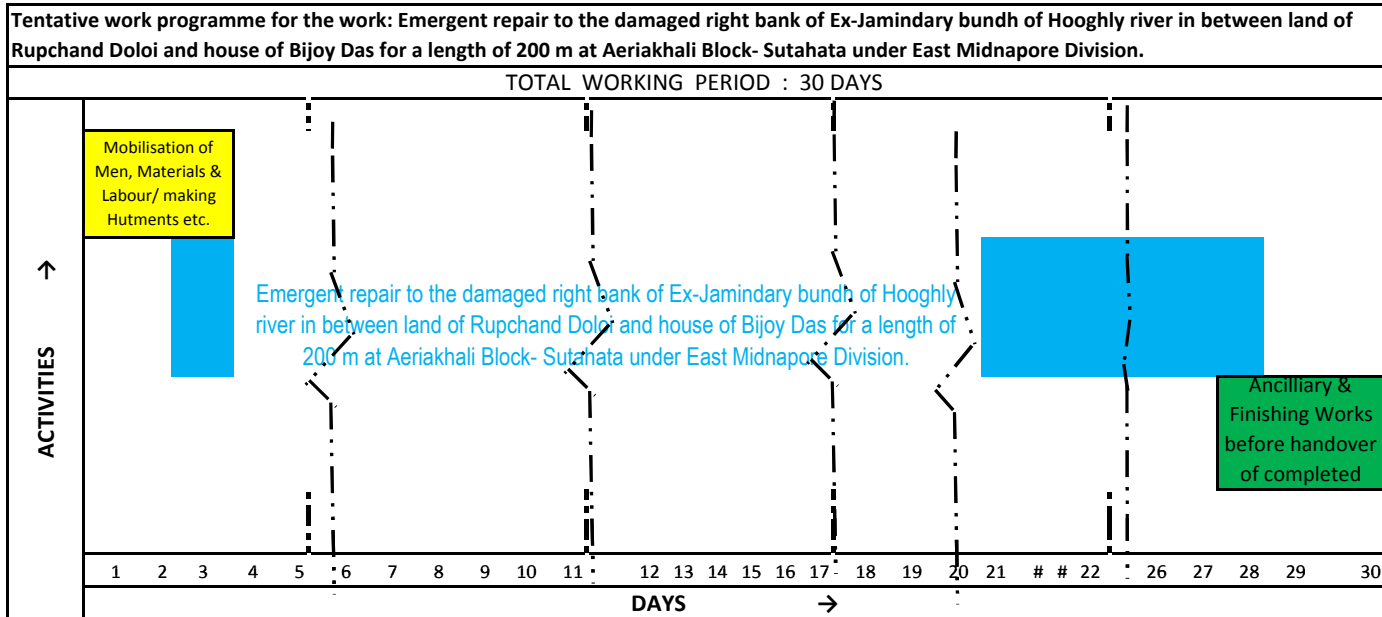 Tentative work programme for the work: Emergent repair to the damaged right bank of Ex-Jamindary bundh of Hooghly river in between land of
Rupchand Doloi and house of Bijoy Das for a length of 200 m at Aeriakhali Block- Sutahata under East Midnapore Division.
TOTAL WORKING PERIOD : 30 DAYS
ACTIVITIES →
Mobilisation of
Men, Materials &
Labour/ making
Hutments etc.
Emergent repair to the damaged right bank of Ex-Jamindary bundh of Hooghly
river in between land of Rupchand Doloi and house of Bijoy Das for a length of
200 m at Aeriakhali Block- Sutahata under East Midnapore Division.
Ancilliary &
Finishing Works
before handover
of completed
1 2 3 4 5 6 7 8 9 10 11 12 13 14 15 16 17 18 19 20 21 # # 22 26 27 28 29 30
DAYS →